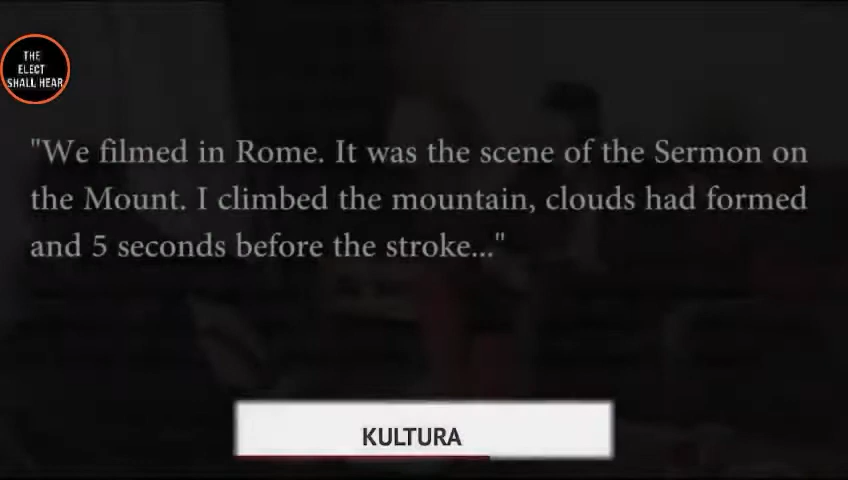 THE
ELECT
SHALL HEAR
"We filmed in Rome. It was the scene of the Sermon on
the Mount. I climbed the mountain, clouds had formed
and 5 seconds before the stroke..."
KULTURA